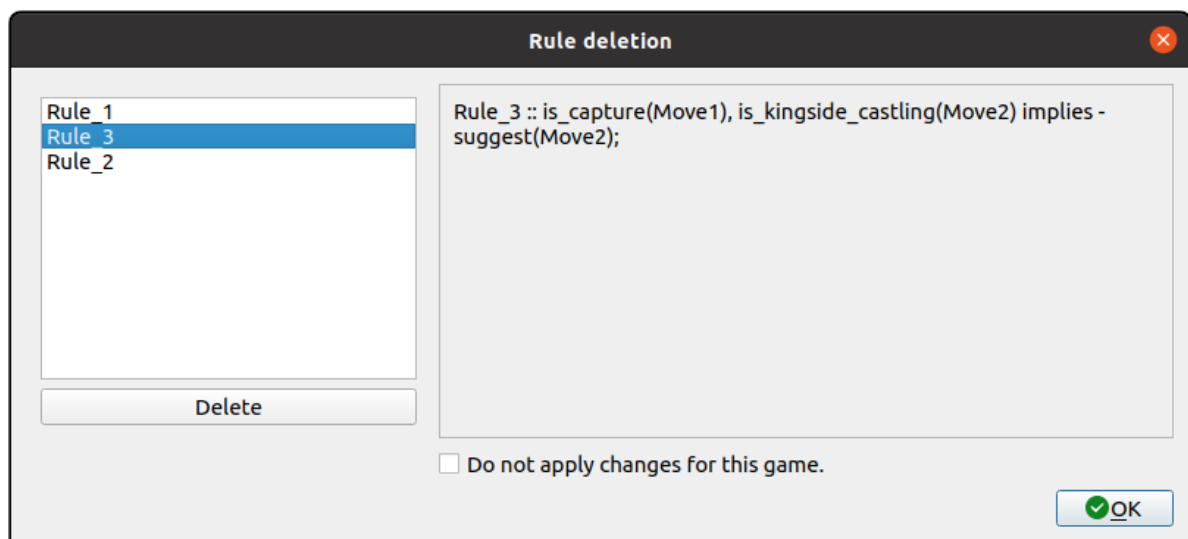 Rule deletion
Rule_1
Rule_3
Rule_2
Rule_3 :: is_capture(Move1), is_kingside_castling(Move2) implies -
suggest(Move2);
Delete
Do not apply changes for this game.
OK